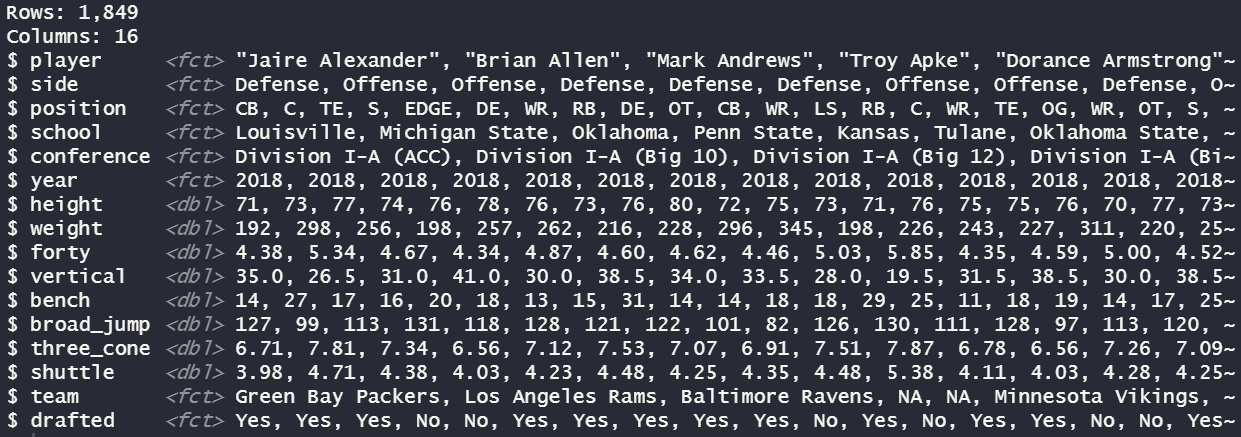 Rows: 1,849
Columns: 16
$ player     <fct> "Jaire Alexander", "Brian Allen", "Mark Andrews", "Troy Apke", "Dorance Armstrong"~
$ side       <fct> Defense, Offense, Offense, Defense, Defense, Defense, Offense, Offense, Defense, O~
$ position   <fct> CB, C, TE, S, EDGE, DE, WR, RB, DE, OT, CB, WR, LS, RB, C, WR, TE, OG, WR, OT, S, ~
$ school     <fct> Louisville, Michigan State, Oklahoma, Penn State, Kansas, Tulane, Oklahoma State, ~
$ conference <fct> Division I-A (ACC), Division I-A (Big 10), Division I-A (Big 12), Division I-A (Bi~
$ year       <fct> 2018, 2018, 2018, 2018, 2018, 2018, 2018, 2018, 2018, 2018, 2018, 2018, 2018, 2018~
$ height     <dbl> 71, 73, 77, 74, 76, 78, 76, 73, 76, 80, 72, 75, 73, 71, 76, 75, 75, 76, 70, 77, 73~
$ weight     <dbl> 192, 298, 256, 198, 257, 262, 216, 228, 296, 345, 198, 226, 243, 227, 311, 220, 25~
$ forty      <dbl> 4.38, 5.34, 4.67, 4.34, 4.87, 4.60, 4.62, 4.46, 5.03, 5.85, 4.35, 4.59, 5.00, 4.52~
$ vertical   <dbl> 35.0, 26.5, 31.0, 41.0, 30.0, 38.5, 34.0, 33.5, 28.0, 19.5, 31.5, 38.5, 30.0, 38.5~
$ bench      <dbl> 14, 27, 17, 16, 20, 18, 13, 15, 31, 14, 14, 18, 18, 29, 25, 11, 18, 19, 14, 17, 25~
$ broad_jump <dbl> 127, 99, 113, 131, 118, 128, 121, 122, 101, 82, 126, 130, 111, 128, 97, 113, 120, ~
$ three_cone <dbl> 6.71, 7.81, 7.34, 6.56, 7.12, 7.53, 7.07, 6.91, 7.51, 7.87, 6.78, 6.56, 7.26, 7.09~
$ shuttle    <dbl> 3.98, 4.71, 4.38, 4.03, 4.23, 4.48, 4.25, 4.35, 4.48, 5.38, 4.11, 4.03, 4.28, 4.25~
$ team       <fct> Green Bay Packers, Los Angeles Rams, Baltimore Ravens, NA, NA, Minnesota Vikings, ~
$ drafted    <fct> Yes, Yes, Yes, No, No, Yes, Yes, Yes, Yes, Yes, No, Yes, No, Yes, Yes, No, No, Yes~